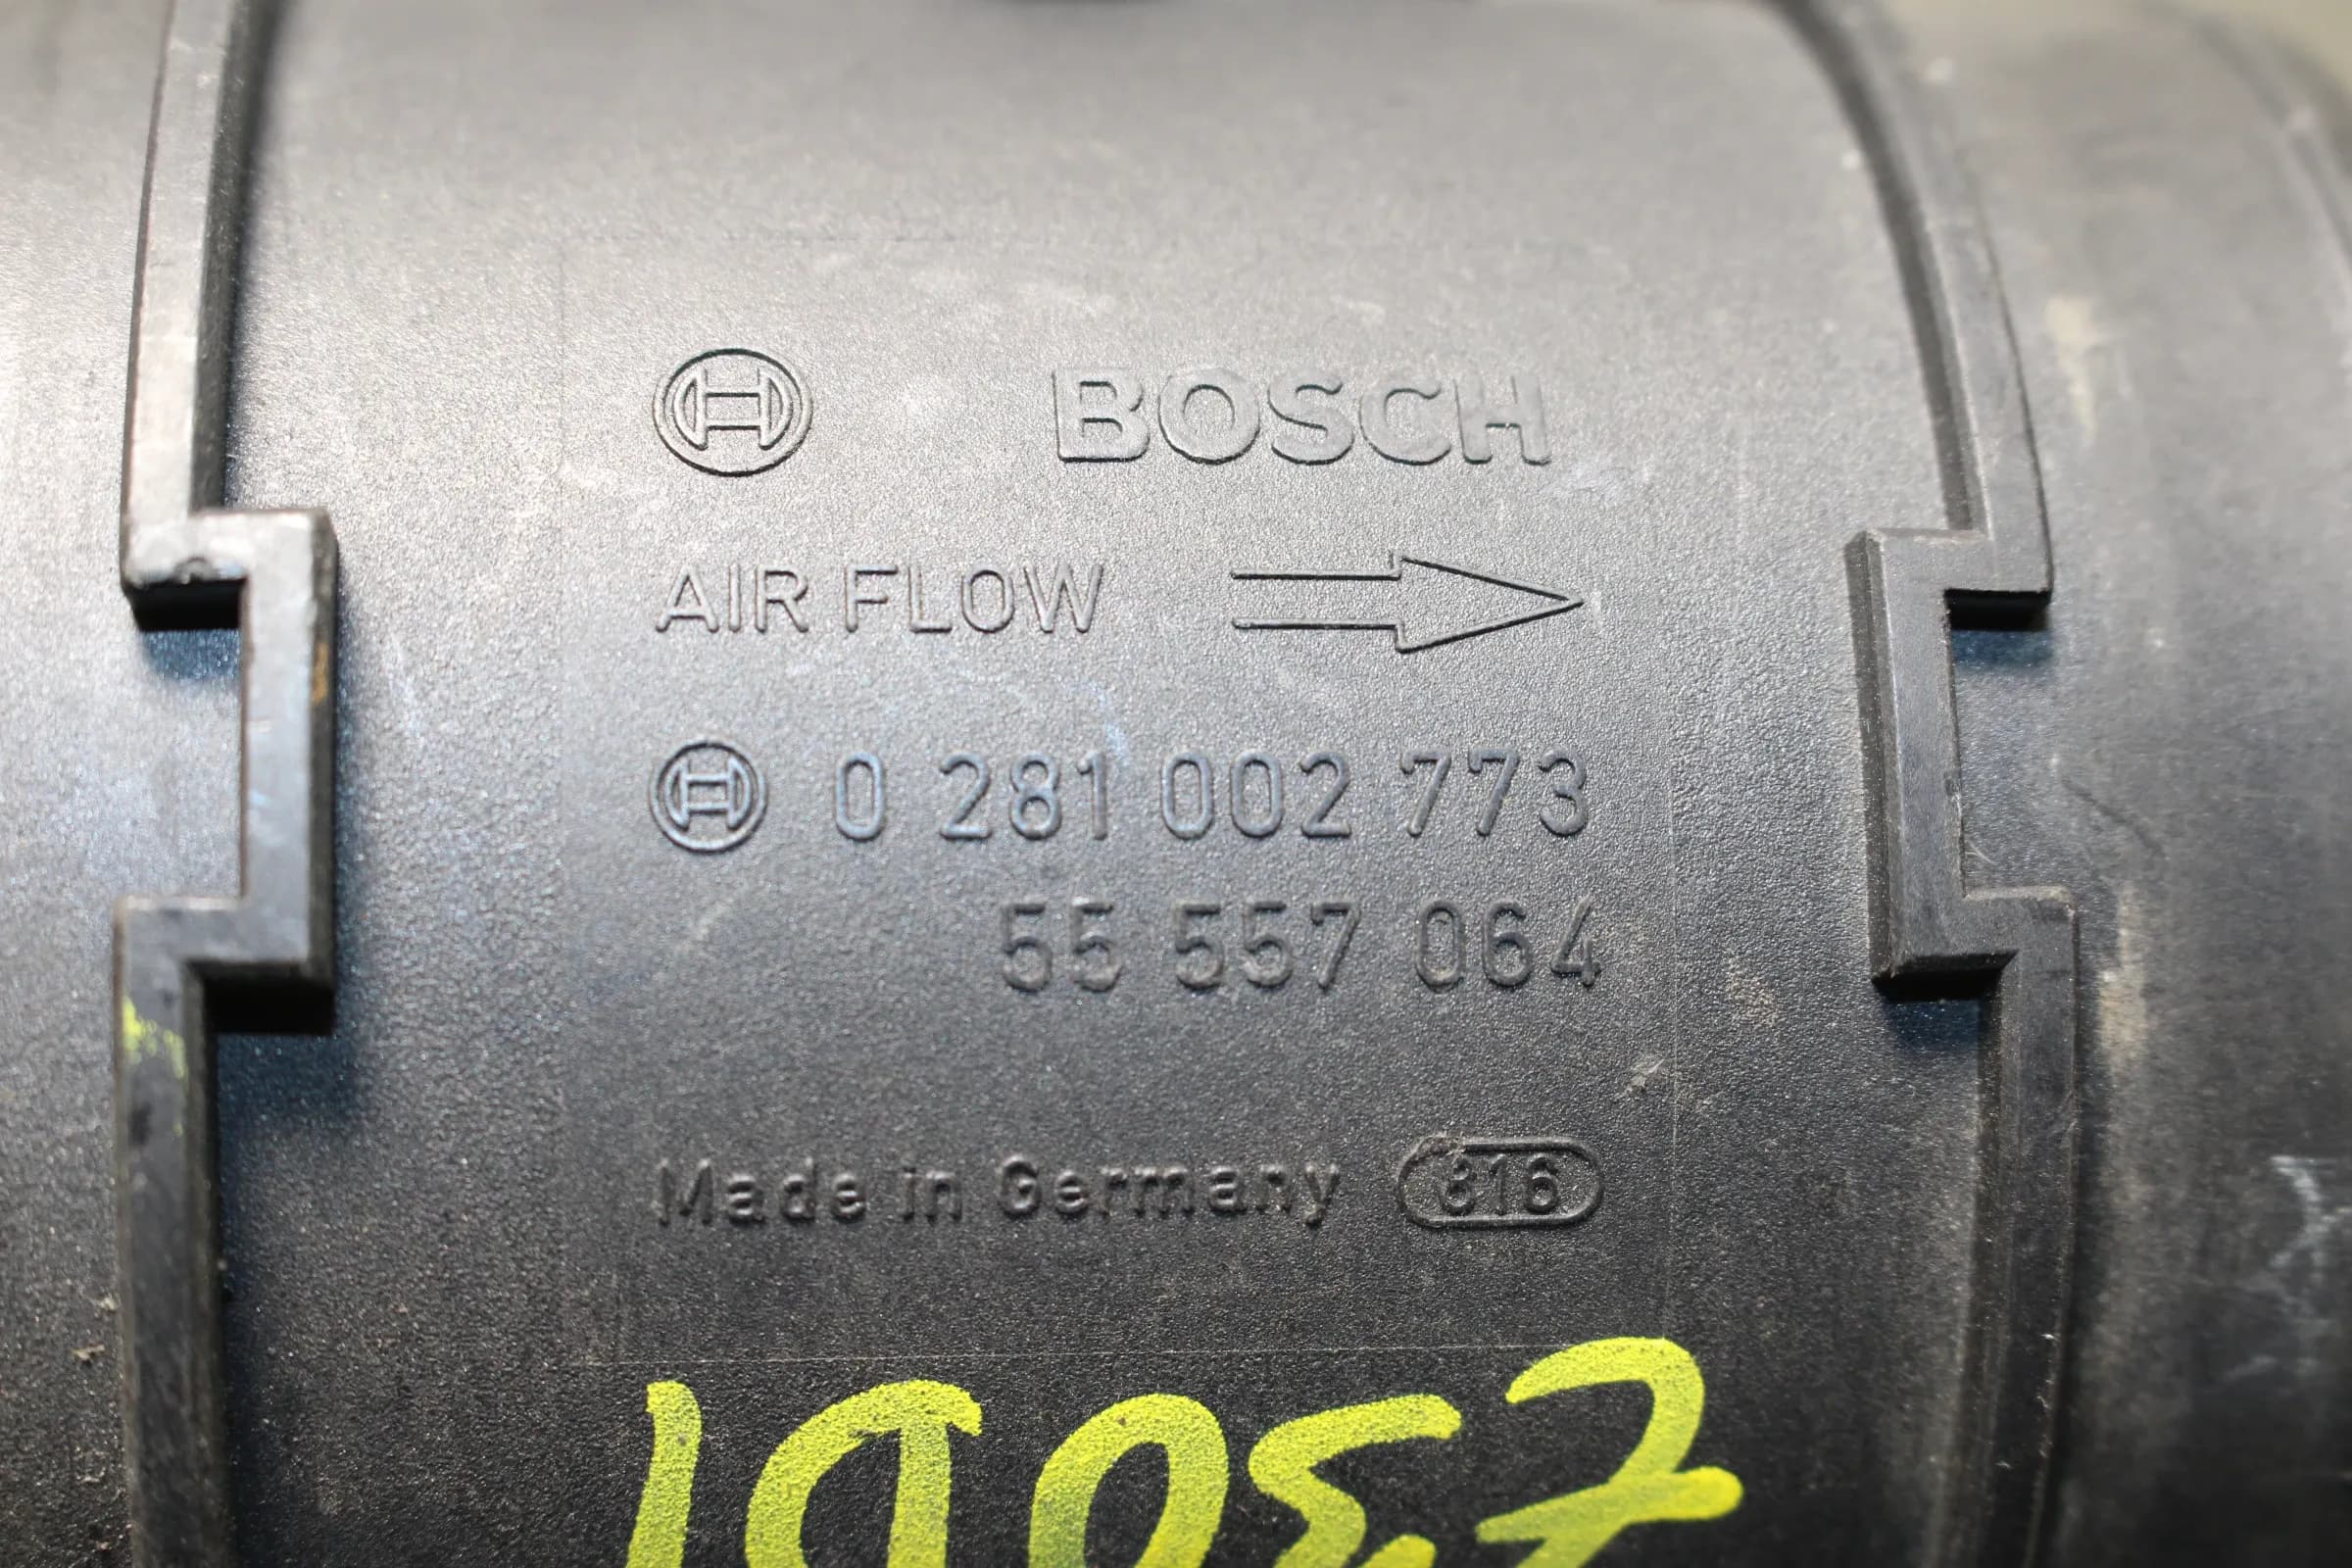 BOSCH
AIR FLOW
0 281 002 773
55 557 064
Made in Germany 816